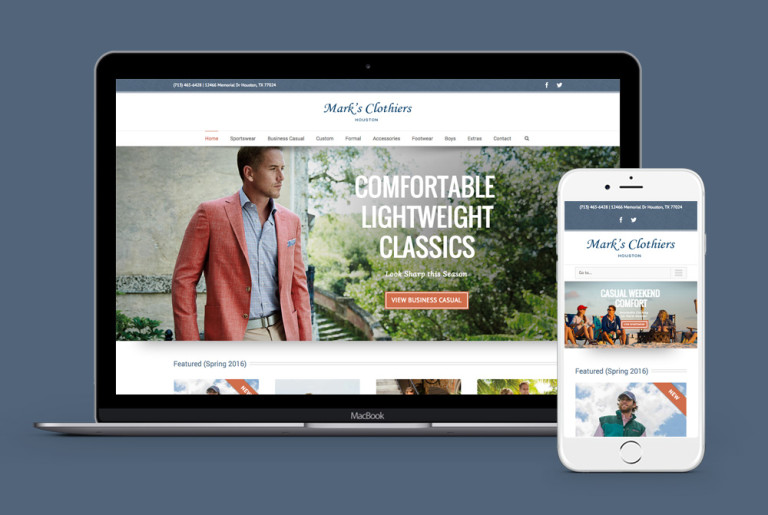 (713) 465-6428 | 12466 Memorial Dr Houston, TX 77024
Mark's Clothiers
HOUSTON
Home Sportswear Business Casual Custom Formal Accessories Footwear Boys Extras Contact
COMFORTABLE
LIGHTWEIGHT
CLASSICS
Look Sharp this Season
VIEW BUSINESS CASUAL
Featured (Spring 2016)
NEW
MacBook
(713) 465-6428 | 12466 Memorial Dr Houston, TX 77024
Mark's Clothiers
HOUSTON
Go to...
CASUAL WEEKEND
COMFORT
Featured (Spring 2016)
NEW